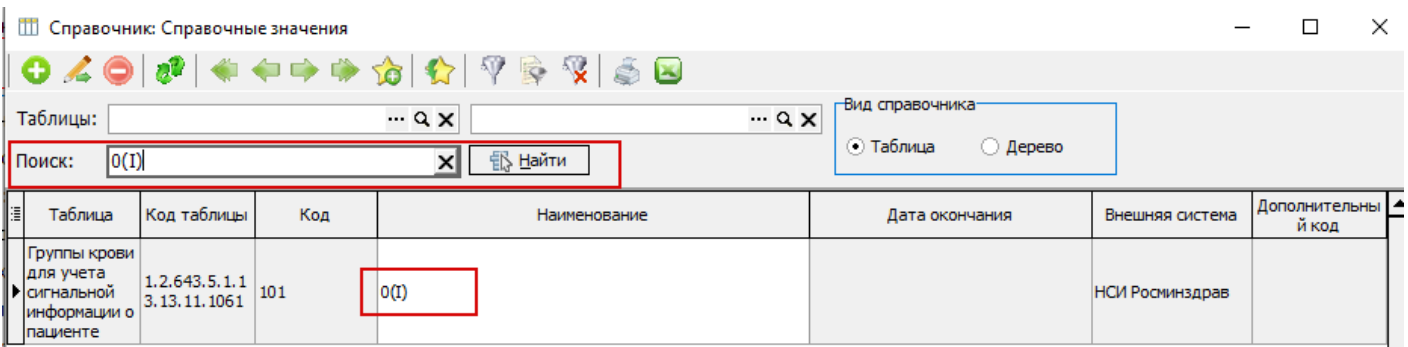 Справочник: Справочные значения
Таблицы:
Вид справочника
Таблица
Дерево
Поиск:
0(I)
Найти
Таблица
Код таблицы
Код
Наименование
Дата окончания
Внешняя система
Дополнительны
й код
Группы крови
для учета
сигнальной
информации о
пациенте
1.2.643.5.1.1
3.13.11.1061
101
0(I)
НСИ Росминздрав